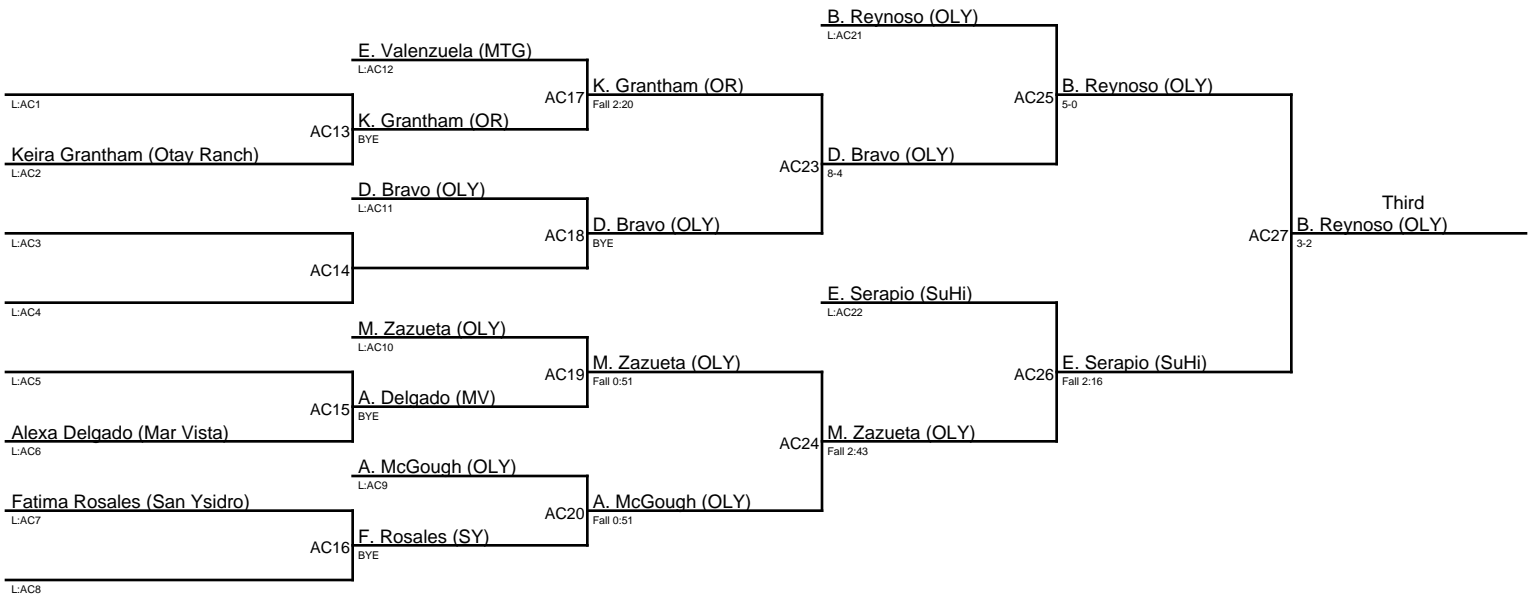 B. Reynoso (OLY)
L:AC21
E. Valenzuela (MTG)
L:AC12
AC17
K. Grantham (OR)
Fall 2:20
AC25
B. Reynoso (OLY)
5-0
L:AC1
AC13
K. Grantham (OR)
BYE
Keira Grantham (Otay Ranch)
L:AC2
AC23
D. Bravo (OLY)
8-4
D. Bravo (OLY)
L:AC11
Third
L:AC3
AC18
D. Bravo (OLY)
BYE
AC27
B. Reynoso (OLY)
3-2
AC14
L:AC4
E. Serapio (SuHi)
L:AC22
M. Zazueta (OLY)
L:AC10
L:AC5
AC19
M. Zazueta (OLY)
Fall 0:51
AC26
E. Serapio (SuHi)
Fall 2:16
AC15
A. Delgado (MV)
BYE
Alexa Delgado (Mar Vista)
L:AC6
AC24
M. Zazueta (OLY)
Fall 2:43
A. McGough (OLY)
L:AC9
Fatima Rosales (San Ysidro)
L:AC7
AC20
A. McGough (OLY)
Fall 0:51
AC16
F. Rosales (SY)
BYE
L:AC8